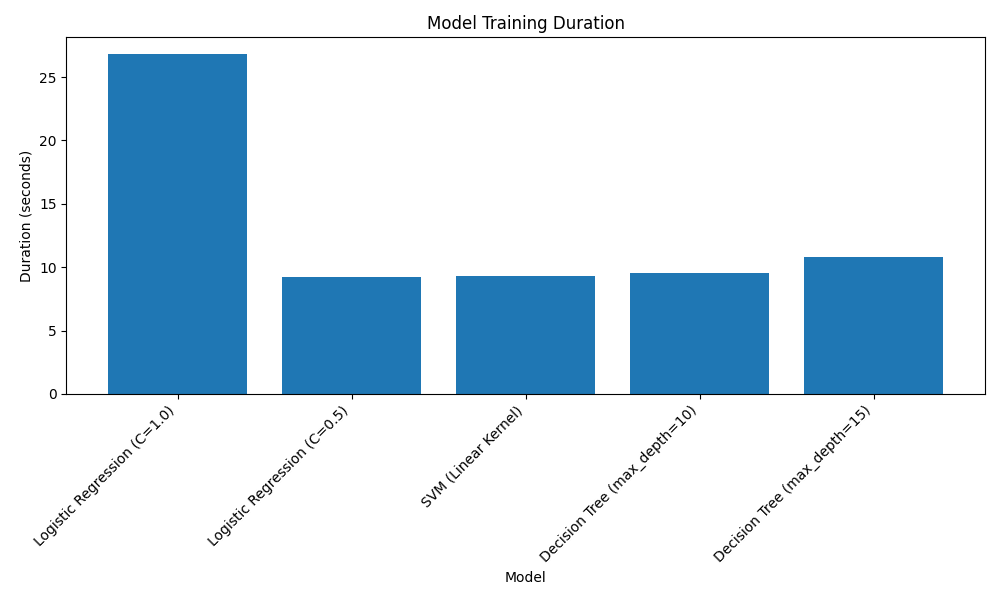 Model Training Duration
Duration (seconds)
25
20
15
10
5
0
Logistic Regression (C=1.0)
Logistic Regression (C=0.5)
SVM (Linear Kernel)
Decision Tree (max_depth=10)
Decision Tree (max_depth=15)
Model